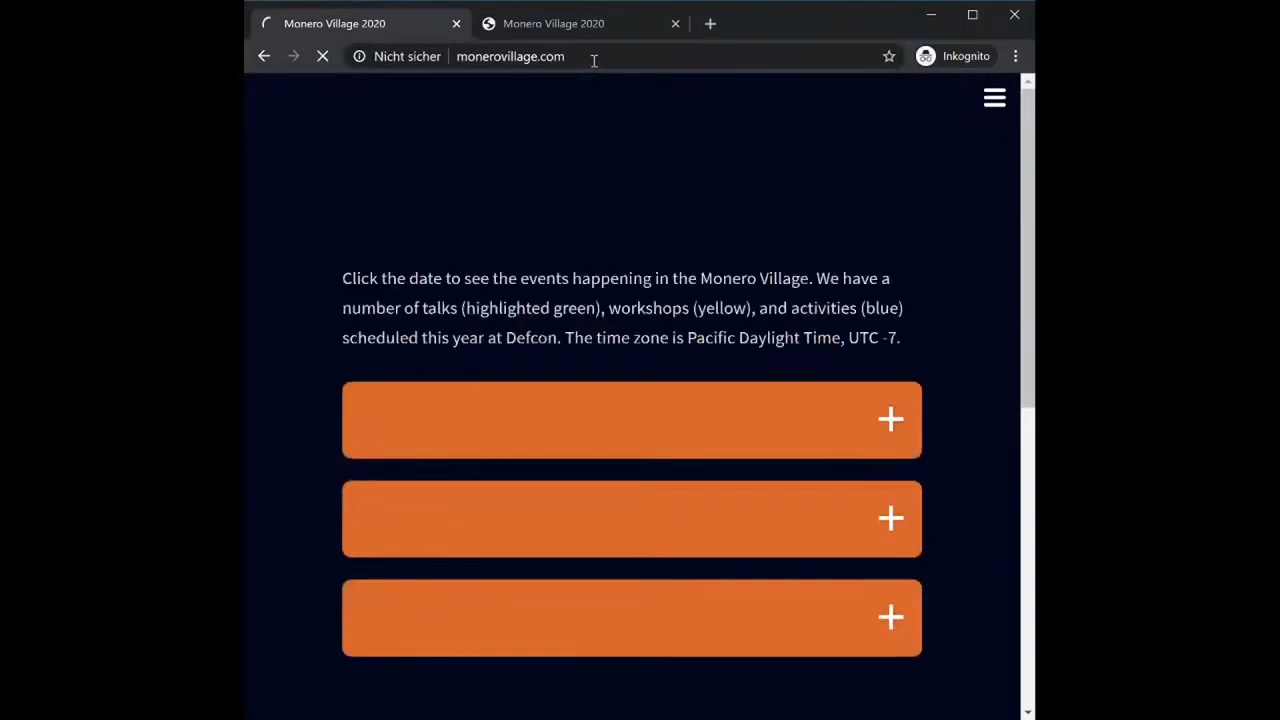 Monero Village 2020
Monero Village 2020
Nicht sicher
monerovillage.com
Inkognito
Click the date to see the events happening in the Monero Village. We have a
number of talks (highlighted green), workshops (yellow), and activities (blue)
scheduled this year at Defcon. The time zone is Pacific Daylight Time, UTC -7.